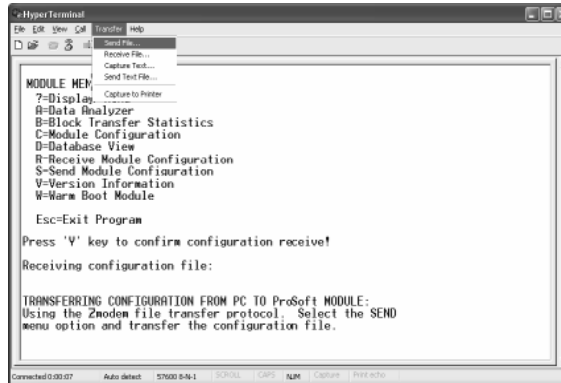 HyperTerminal
File Edit View Call Transfer Help
Send File...
Receive File...
Capture Text...
Send Text File...
Capture to Printer
MODULE MEN
?=Display
A=Data Analyzer
B=Block Transfer Statistics
C=Module Configuration
D=Database View
R=Receive Module Configuration
S=Send Module Configuration
V=Version Information
W=Warm Boot Module
Esc=Exit Program
Press 'Y' key to confirm configuration receive!
Receiving configuration file:
TRANSFERRING CONFIGURATION FROM PC TO ProSoft MODULE:
Using the Zmodem file transfer protocol. Select the SEND
menu option and transfer the configuration file.
Connected 0:00:07 Auto detect 57600 8-N-1 SCROLL CAPS NUM Capture Print echo